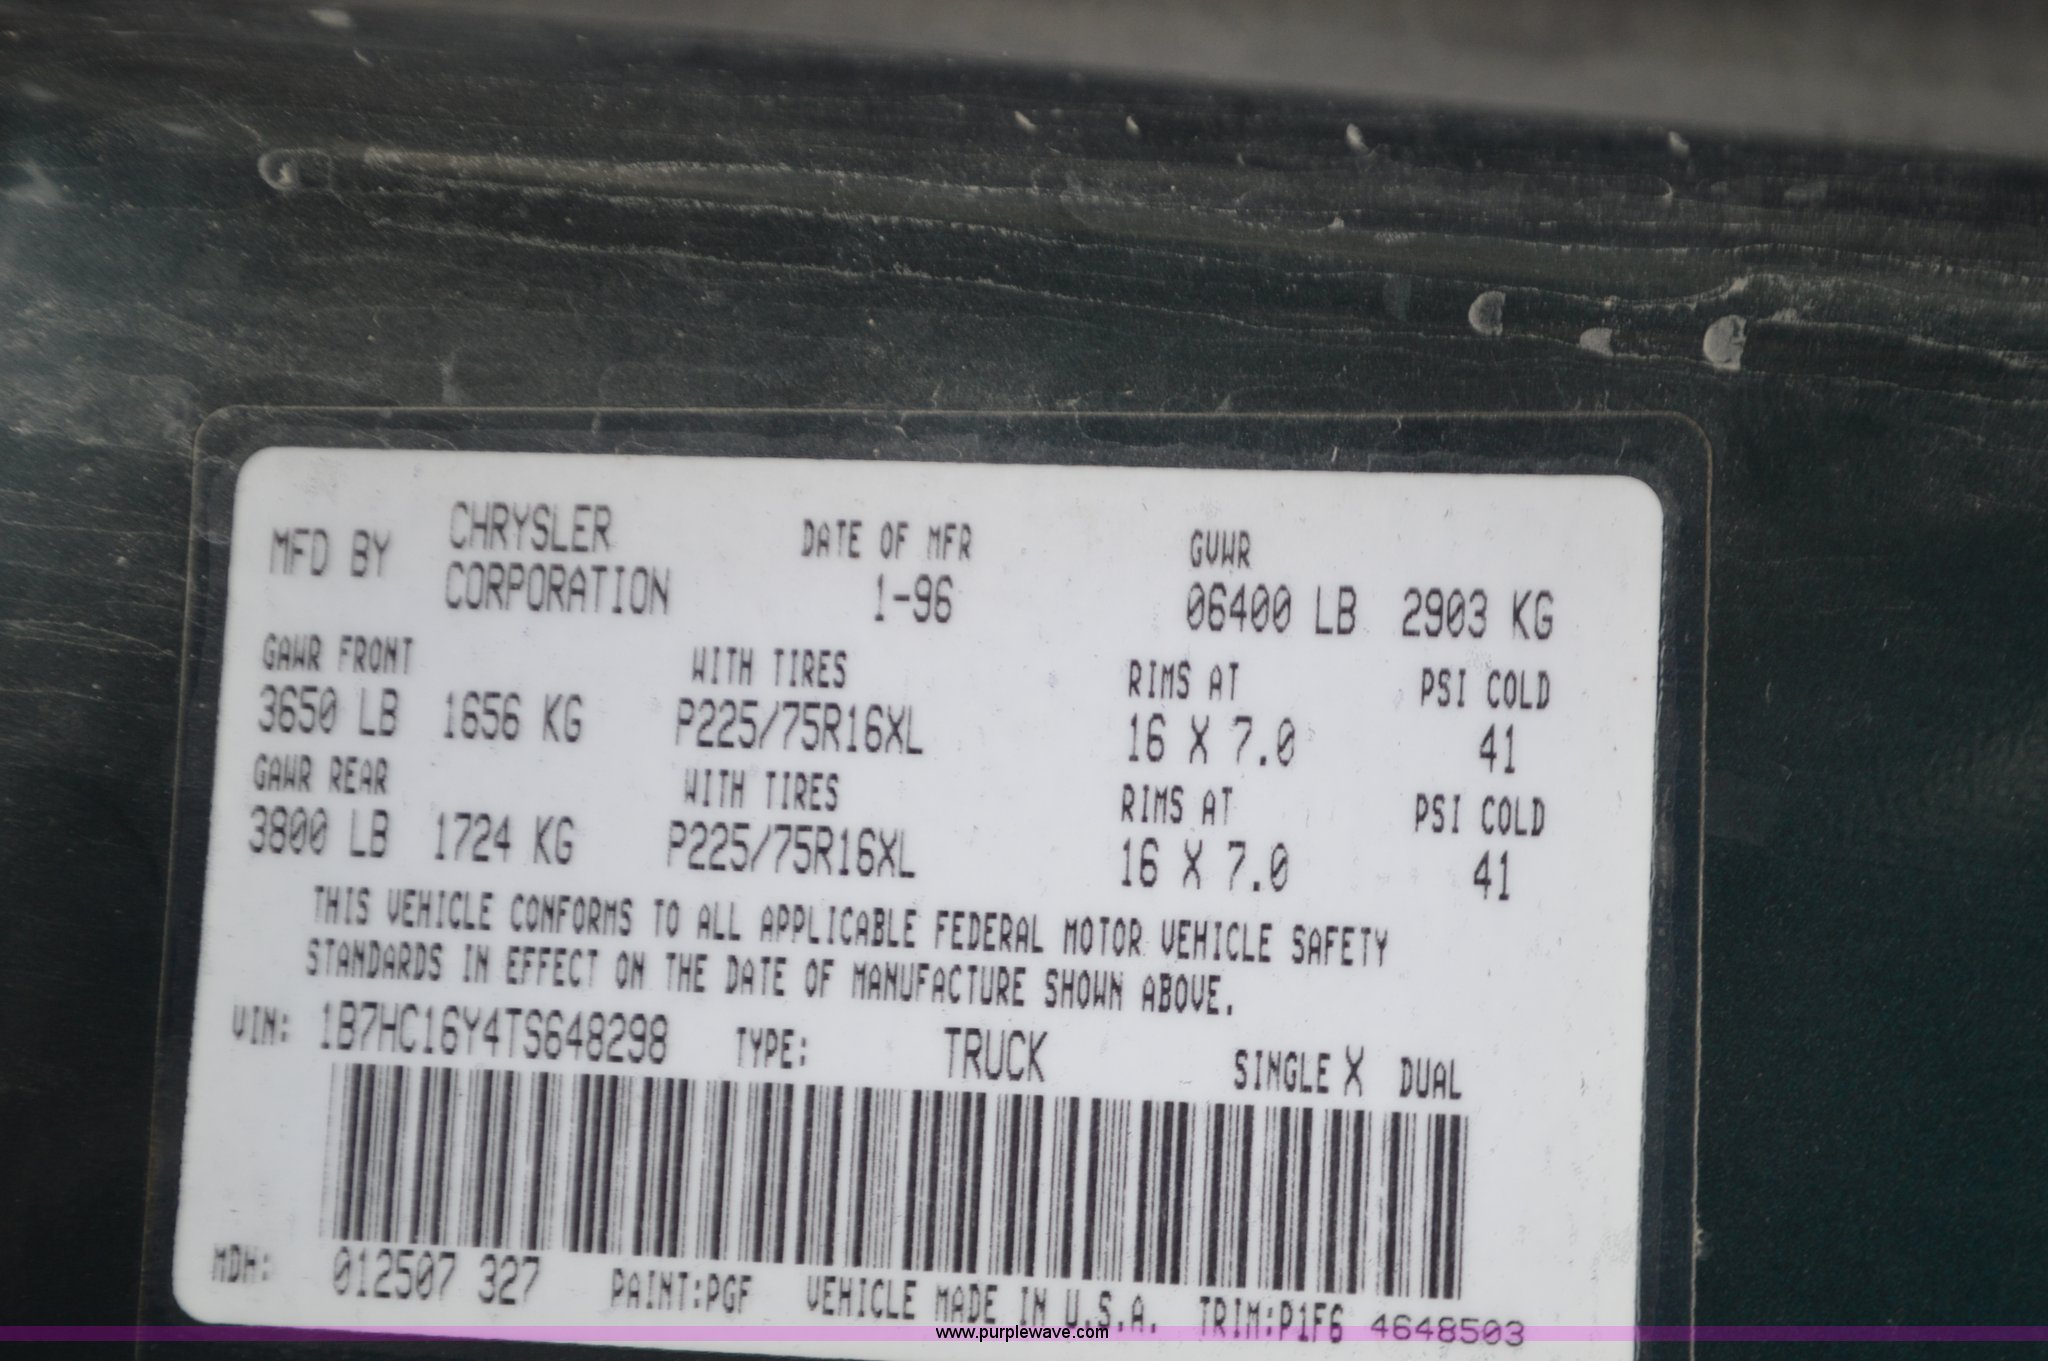 MFD BY CHRYSLER CORPORATION DATE OF MFR 1-96 GVWR 06400 LB 2903 KG
GAWR FRONT WITH TIRES RIMS AT PSI COLD
3650 LB 1656 KG P225/75R16XL 16 X 7.0 41
GAWR REAR WITH TIRES RIMS AT PSI COLD
3800 LB 1724 KG P225/75R16XL 16 X 7.0 41
THIS VEHICLE CONFORMS TO ALL APPLICABLE FEDERAL MOTOR VEHICLE SAFETY
STANDARDS IN EFFECT ON THE DATE OF MANUFACTURE SHOWN ABOVE.
VIN: 1B7HC16Y4TS648298 TYPE: TRUCK SINGLE X DUAL
MDH: 012507 327 PAINT:PGF VEHICLE MADE IN U.S.A. TRIM:P1F6 4648503
www.purplewave.com